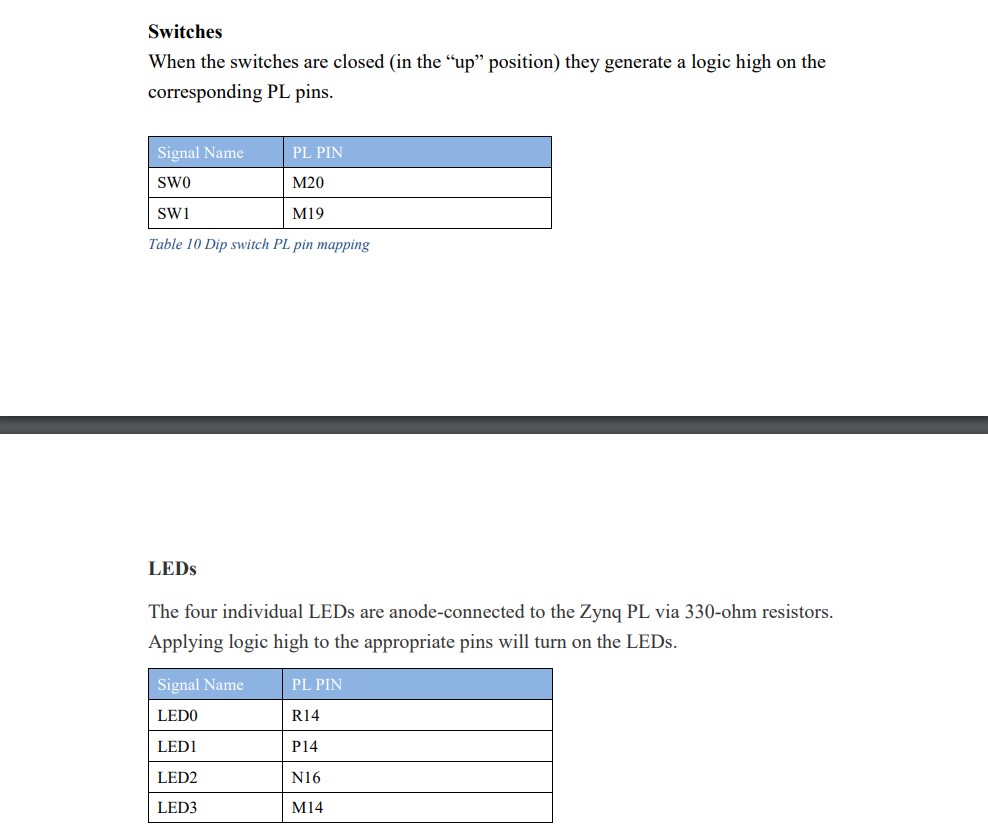 Switches
When the switches are closed (in the “up” position) they generate a logic high on the
corresponding PL pins.
Signal Name PL PIN
SW0 M20
SW1 M19
Table 10 Dip switch PL pin mapping
LEDs
The four individual LEDs are anode-connected to the Zynq PL via 330-ohm resistors.
Applying logic high to the appropriate pins will turn on the LEDs.
Signal Name PL PIN
LED0 R14
LED1 P14
LED2 N16
LED3 M14